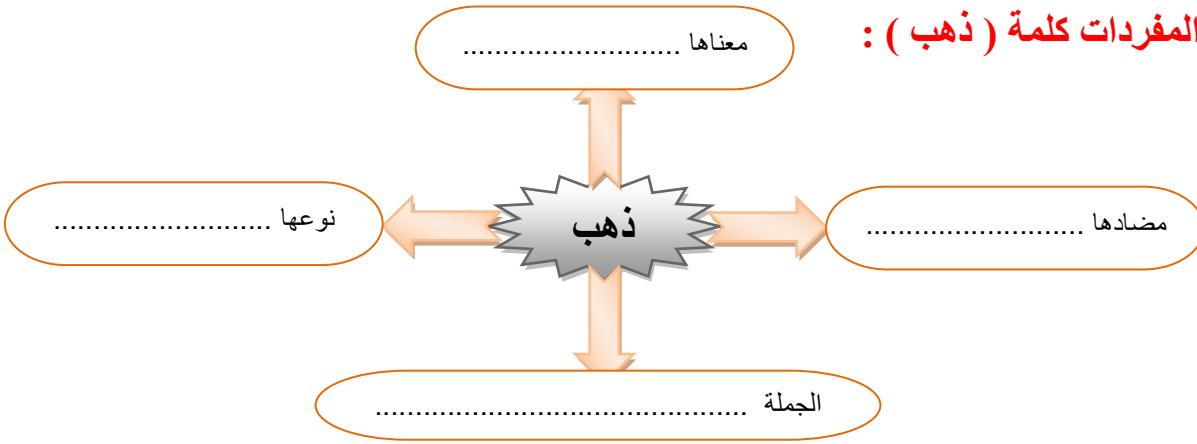 المفردات كلمة ( ذهب ) :
معناها ...........................
مضادها ...........................
ذهب
نوعها ...........................
الجملة ...............................................